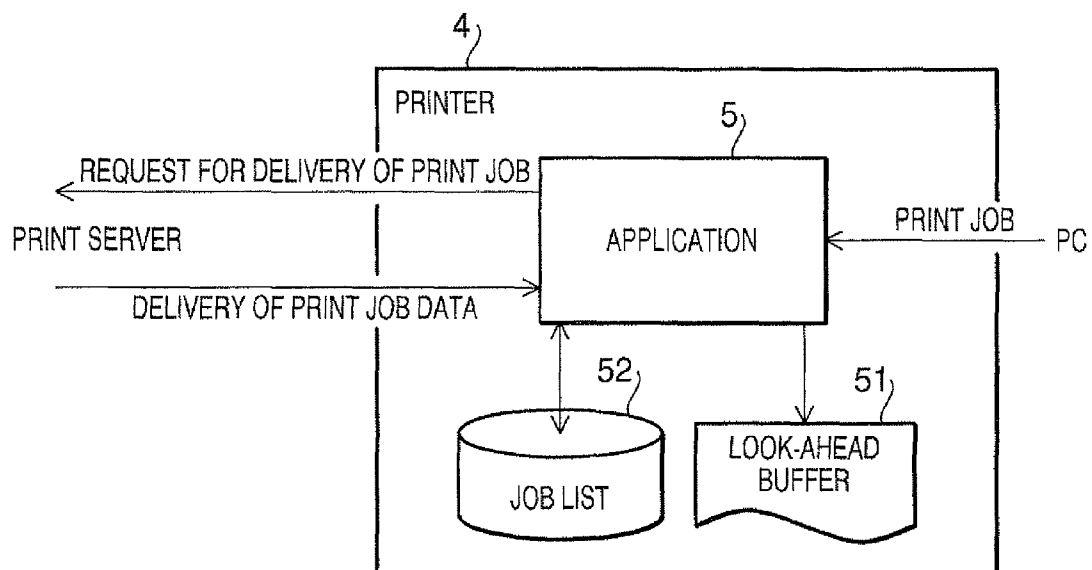 4
PRINTER
5
REQUEST FOR DELIVERY OF PRINT JOB
PRINT JOB
PRINT SERVER
APPLICATION
PC
DELIVERY OF PRINT JOB DATA
52
51
LOOK-AHEAD
BUFFER
JOB LIST